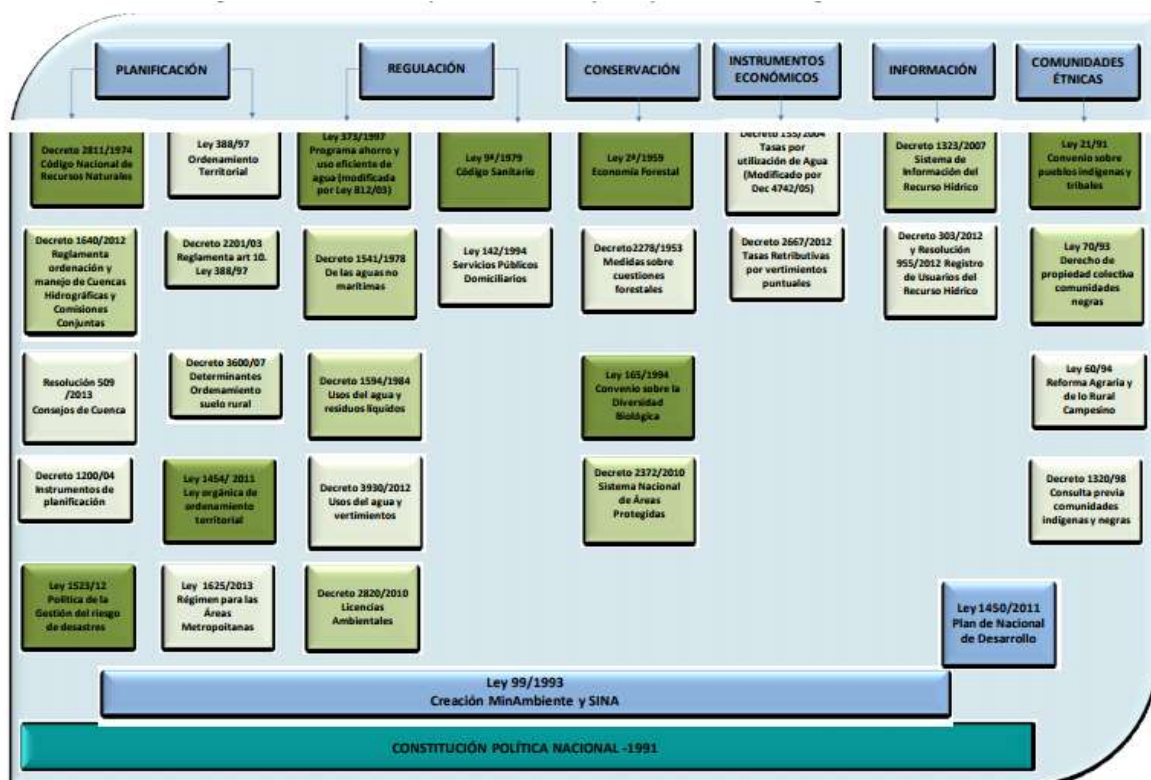 PLANIFICACIÓN
REGULACIÓN
CONSERVACIÓN
INSTRUMENTOS
ECONÓMICOS
INFORMACIÓN
COMUNIDADES
ÉTNICAS
Decreto 2811/1974
Código Nacional de
Recursos Naturales
Ley 388/97
Ordenamiento
Territorial
Ley 373/1997
Programa ahorro y
uso eficiente de
agua (modificada
por Ley 812/03)
Ley 9ª/1979
Código Sanitario
Ley 2ª/1959
Economía Forestal
Decreto 155/2004
Tasas por
utilización de Agua
(Modificado por
Dec 4742/05)
Decreto 1323/2007
Sistema de
Información del
Recurso Hídrico
Ley 21/91
Convenio sobre
pueblos indígenas y
tribales
Decreto 1640/2012
Reglamenta
ordenación y
manejo de Cuencas
Hidrográficas y
Comisiones
Conjuntas
Decreto 2201/03
Reglamenta art 10.
Ley 388/97
Decreto 1541/1978
De las aguas no
marítimas
Ley 142/1994
Servicios Públicos
Domiciliarios
Decreto2278/1953
Medidas sobre
cuestiones
forestales
Decreto 2667/2012
Tasas Retributivas
por vertimientos
puntuales
Decreto 303/2012
y Resolución
955/2012 Registro
de Usuarios del
Recurso Hídrico
Ley 70/93
Derecho de
propiedad colectiva
comunidades
negras
Resolución 509
/2013
Consejos de Cuenca
Decreto 3600/07
Determinantes
Ordenamiento
suelo rural
Decreto 1594/1984
Usos del agua y
residuos líquidos
Ley 165/1994
Convenio sobre la
Diversidad
Biológica
Ley 60/94
Reforma Agraria y
de lo Rural
Campesino
Decreto 1200/04
Instrumentos de
planificación
Ley 1454/ 2011
Ley orgánica de
ordenamiento
territorial
Decreto 3930/2012
Usos del agua y
vertimientos
Decreto 2372/2010
Sistema Nacional
de Áreas
Protegidas
Decreto 1320/98
Consulta previa
comunidades
indígenas y negras
Ley 1523/12
Política de la
Gestión del riesgo
de desastres
Ley 1625/2013
Régimen para las
Áreas
Metropolitanas
Decreto 2820/2010
Licencias
Ambientales
Ley 1450/2011
Plan de Nacional
de Desarrollo
Ley 99/1993
Creación MinAmbiente y SINA
CONSTITUCIÓN POLÍTICA NACIONAL -1991